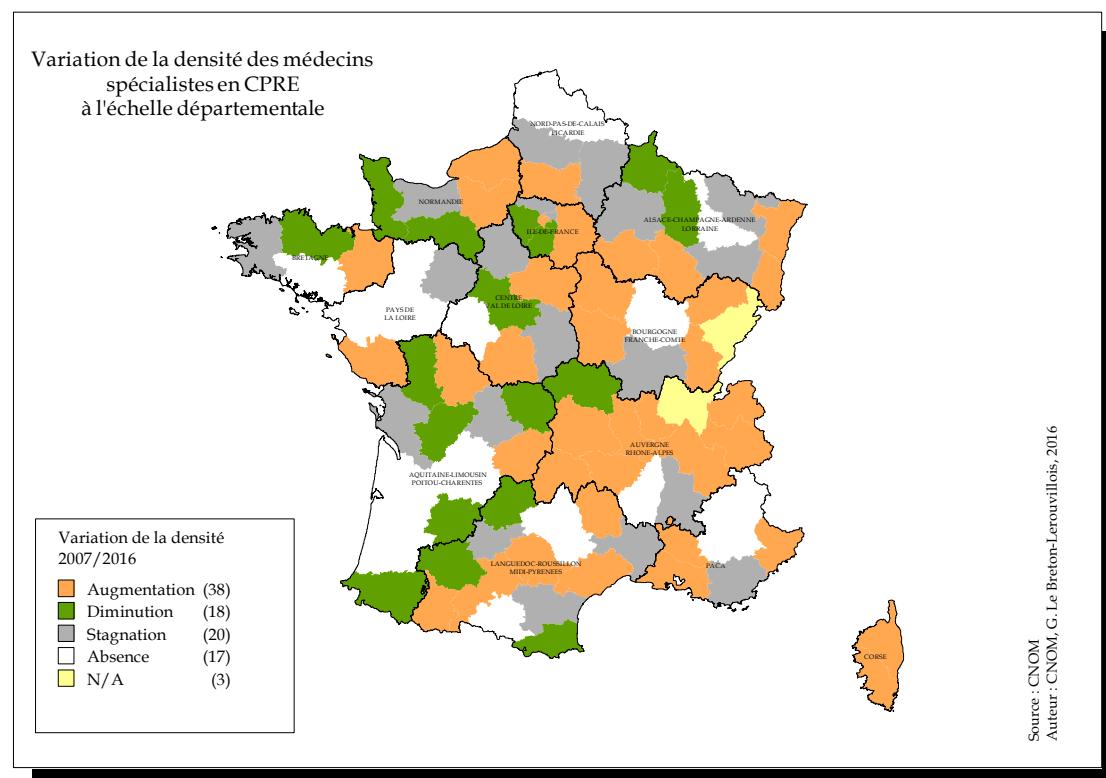 Variation de la densité des médecins
spécialistes en CPRE
à l'échelle départementale
NORD-PAS-DE-CALAIS
PICARDIE
NORMANDIE
ILE-DE-FRANCE
ALSACE-CHAMPAGNE-ARDENNE
LORRAINE
BRETAGNE
PAYS DE
LA LOIRE
CENTRE
VAL DE LOIRE
BOURGOGNE
FRANCHE-COMTE
AUVERGNE
RHONE-ALPES
AQUITAINE-LIMOUSIN
POITOU-CHARENTES
LANGUEDOC-ROUSSILLON
MIDI-PYRENEES
PACA
CORSE
Variation de la densité
2007/2016
Augmentation (38)
Diminution (18)
Stagnation (20)
Absence (17)
N/A (3)
Source : CNOM
Auteur : CNOM, G. Le Breton-Lerouvillois, 2016